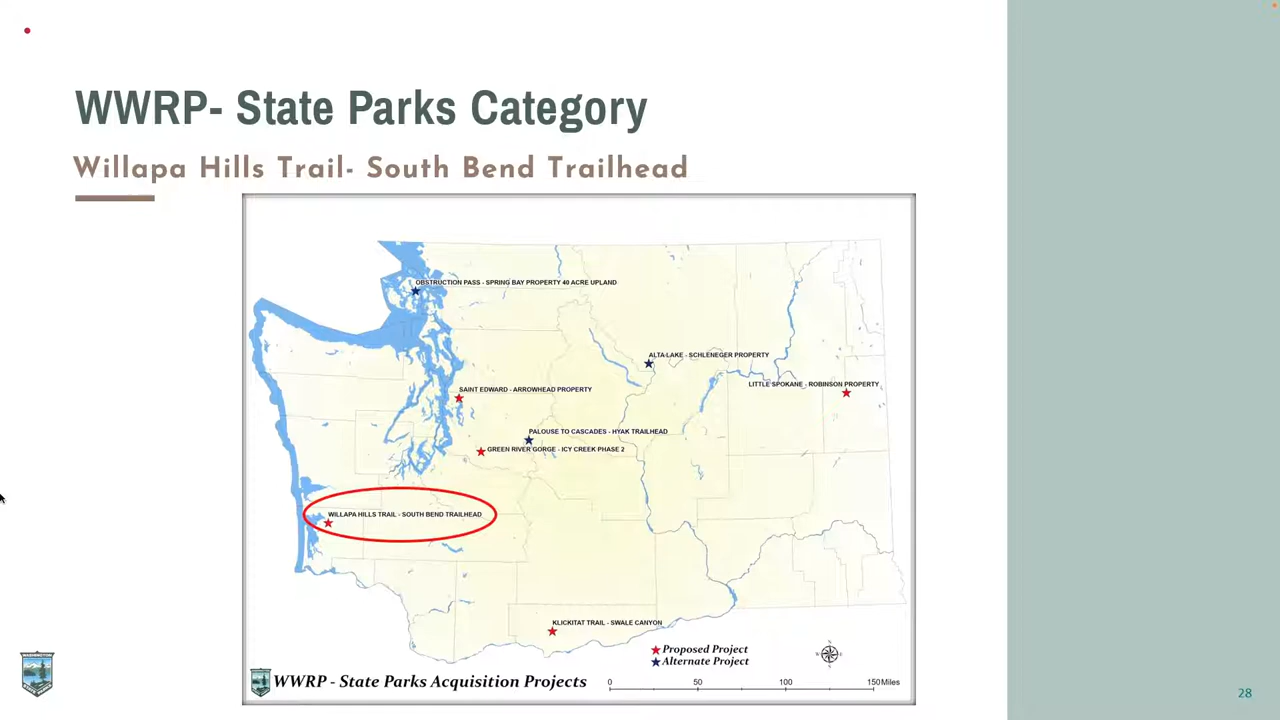 WWRP- State Parks Category
Willapa Hills Trail- South Bend Trailhead
OBSTRUCTION PASS - SPRING BAY PROPERTY 40 ACRE UPLAND
ALTA LAKE - SCHLENEGER PROPERTY
LITTLE SPOKANE - ROBINSON PROPERTY
SAINT EDWARD - ARROWHEAD PROPERTY
PALOUSE TO CASCADES - HYAK TRAILHEAD
GREEN RIVER GORGE - ICY CREEK PHASE 2
WILLAPA HILLS TRAIL - SOUTH BEND TRAILHEAD
KLICKITAT TRAIL - SWALE CANYON
Proposed Project
Alternate Project
N
W E
S
WWRP - State Parks Acquisition Projects
0 50 100 150 Miles
28